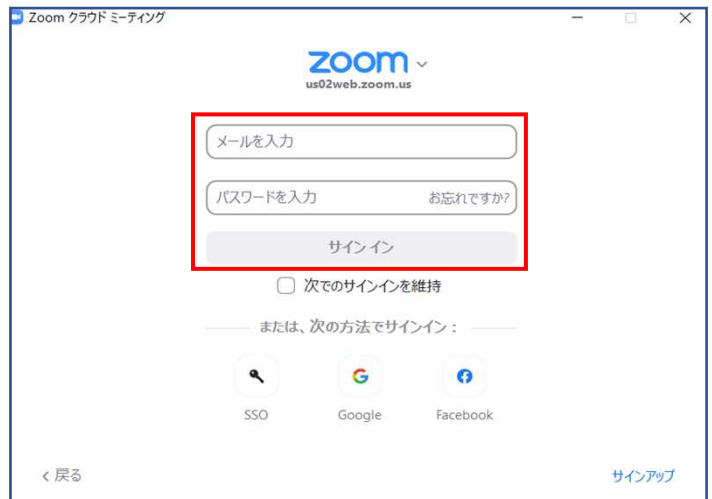 Zoom クラウド ミーティング
zoom
us02web.zoom.us
メールを入力
パスワードを入力 お忘れですか?
サイン イン
次でのサインインを維持
または、次の方法でサインイン：
SSO Google Facebook
< 戻る サインアップ